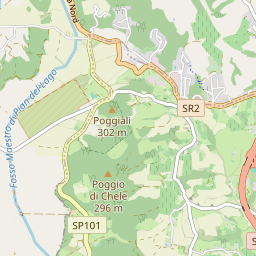 a Nord
Fosso Maestro di Pian del Lago
SR2
Poggiali
302 m
Poggio
di Chele
296 m
SP101